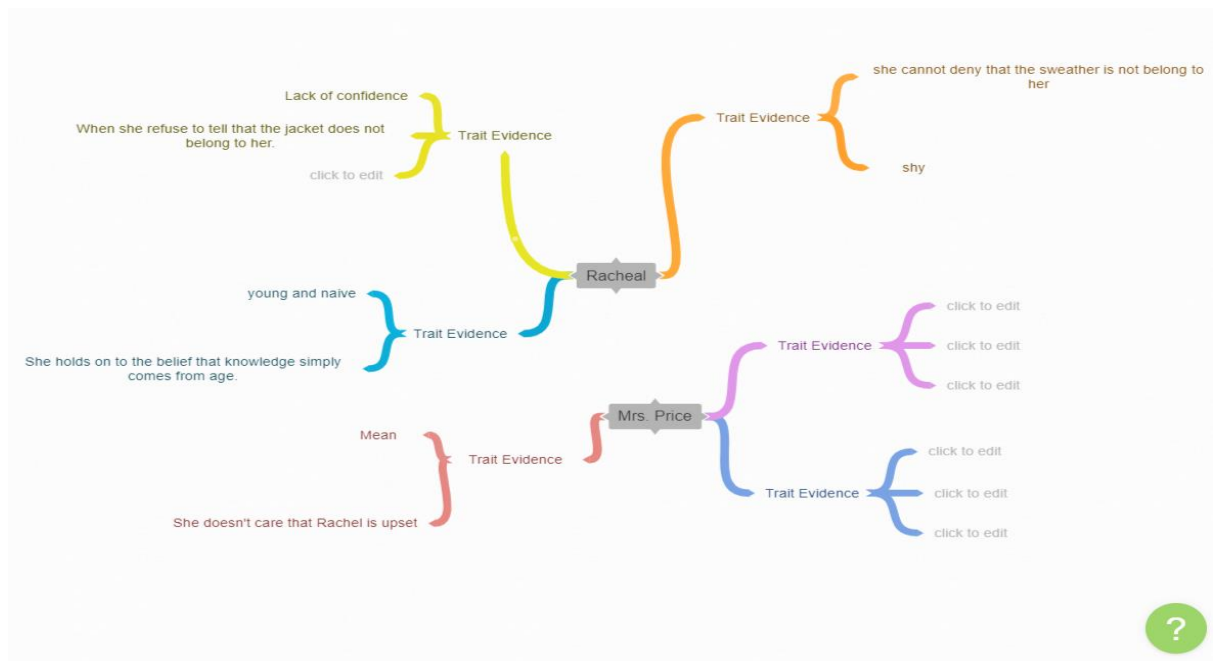 she cannot deny that the sweather is not belong to
her
Trait Evidence
shy
Lack of confidence
When she refuse to tell that the jacket does not
belong to her.
click to edit
Trait Evidence
Racheal
young and naive
She holds on to the belief that knowledge simply
comes from age.
Trait Evidence
Mrs. Price
Mean
She doesn't care that Rachel is upset
Trait Evidence
click to edit
click to edit
click to edit
Trait Evidence
click to edit
click to edit
click to edit
Trait Evidence
?